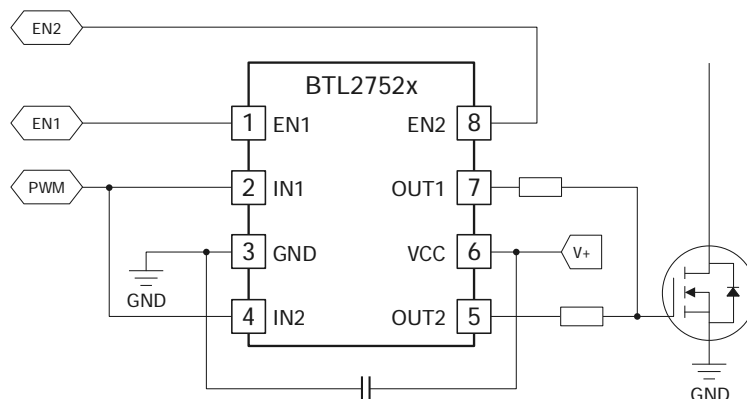 EN2
BTL2752x
EN1
1 EN1 EN2 8
PWM
2 IN1 OUT1 7
3 GND VCC 6
V+
GND
4 IN2 OUT2 5
GND